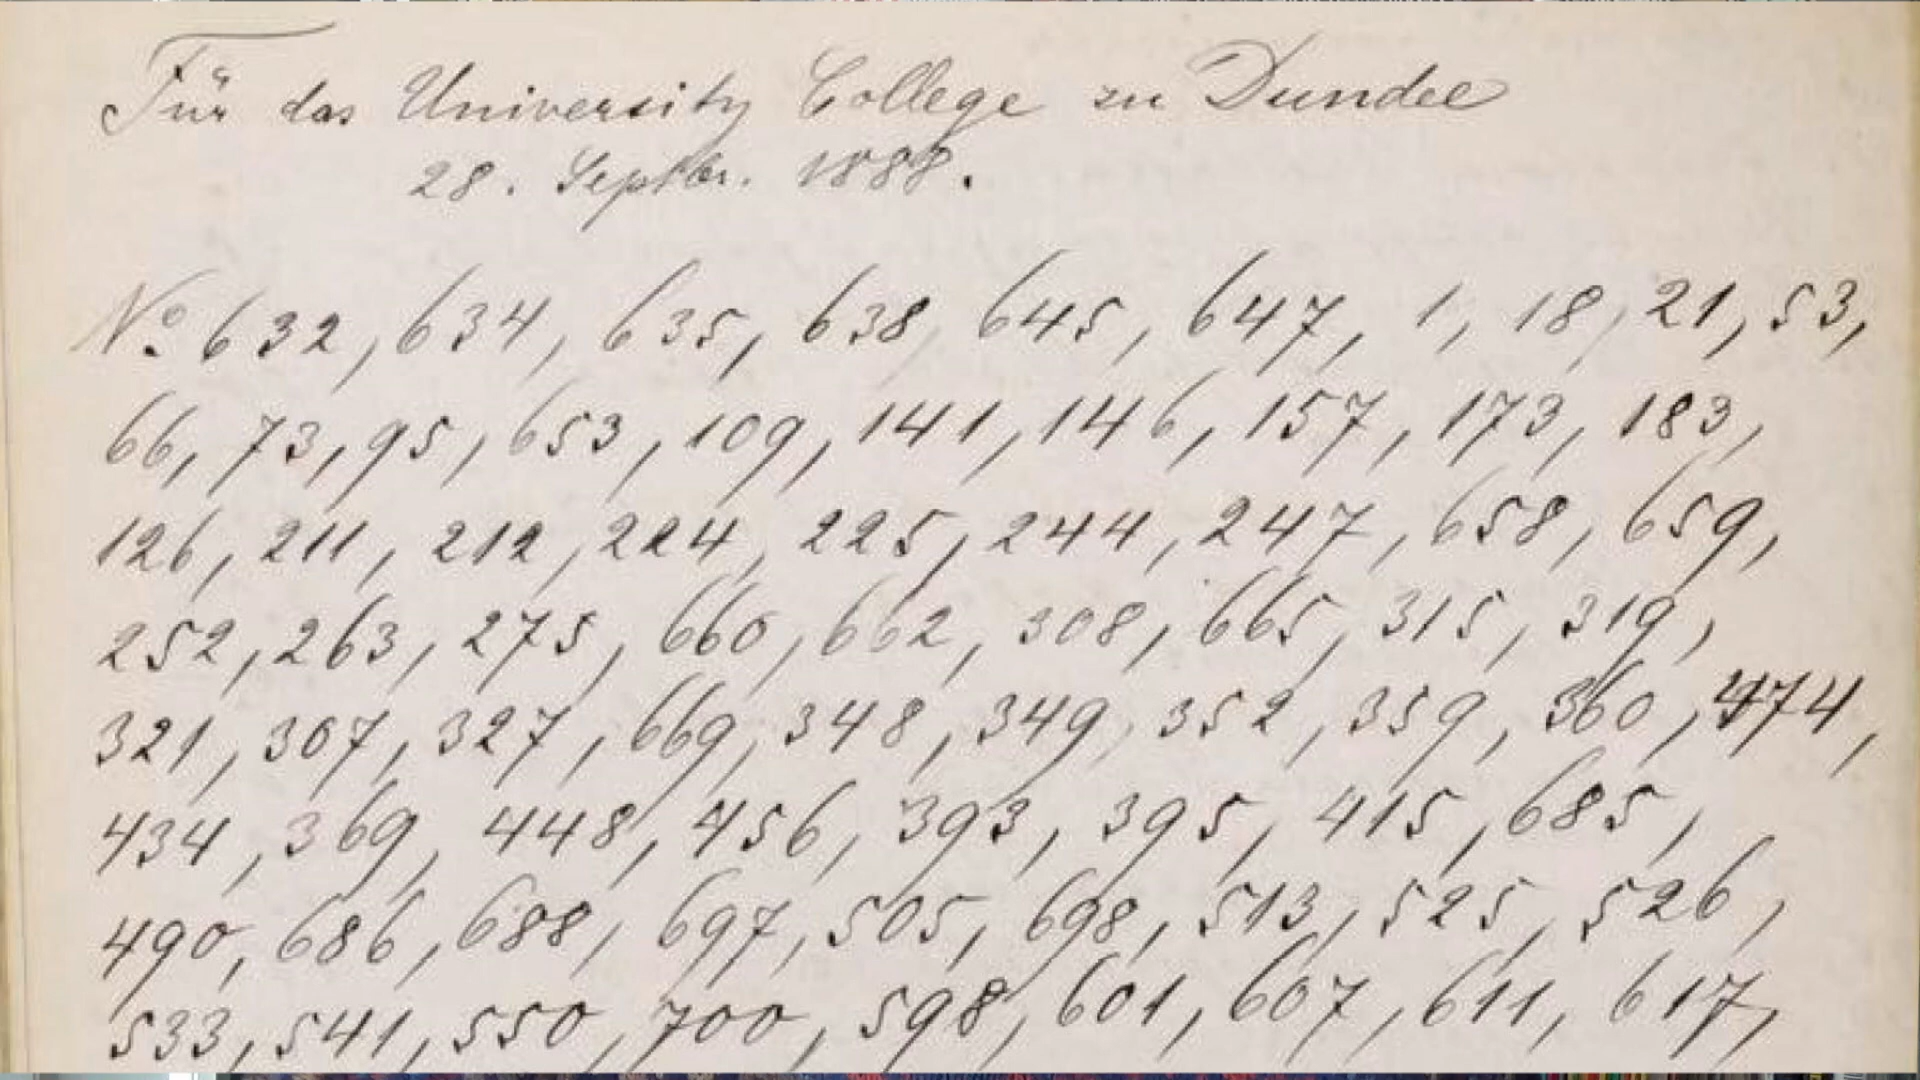 Für das University College zu Dundee
28. Septbr. 1888.
No. 632, 634, 635, 638, 645, 647, 1, 18, 21, 53,
66, 73, 95, 653, 109, 141, 146, 157, 173, 183,
126, 211, 212, 224, 225, 244, 247, 658, 659,
252, 263, 275, 660, 662, 308, 665, 315, 319,
321, 307, 327, 669, 348, 349, 352, 359, 360, 474,
434, 369, 448, 456, 393, 395, 415, 685,
490, 686, 688, 697, 505, 698, 513, 525, 526,
533, 541, 550, 700, 598, 601, 607, 611, 617,